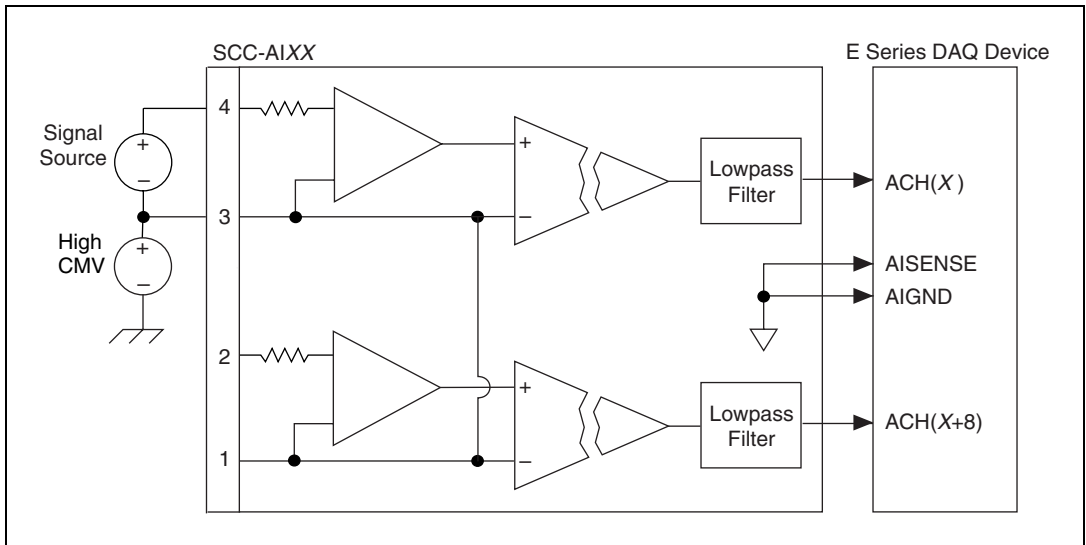 SCC-AIXX
E Series DAQ Device
4
Signal
Source
+
−
+
−
Lowpass
Filter
ACH(X)
3
High
CMV
+
−
AISENSE
AIGND
2
+
−
Lowpass
Filter
ACH(X+8)
1